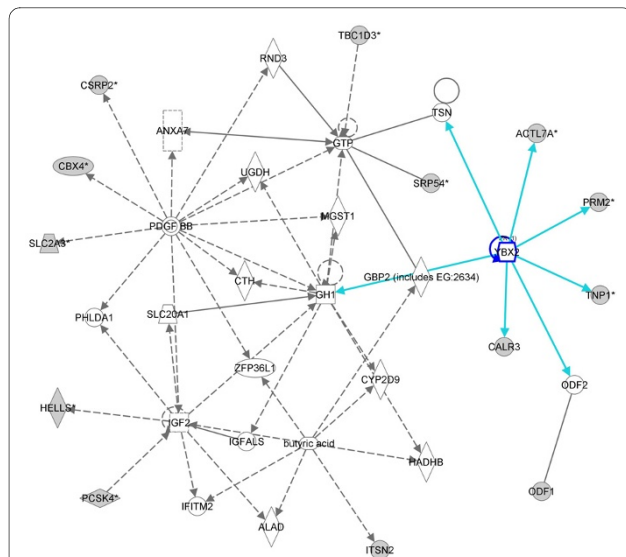 TBC1D3*
RND3
CSRP2*
TSN
ANXA7
ACTL7A*
GTP
CBX4*
UGDH
SRP54*
PRM2*
MGST1
PDGF BB
SLC2A3*
YBX2
GBP2 (includes EG:2634)
CTH
GH1
TNP1*
PHLDA1
SLC20A1
CALR3
ZFP36L1
CYP2D9
ODF2
HELLS*
IGF2
IGFALS
butyric acid
HADHB
PCSK4*
IFITM2
ODF1
ALAD
ITSN2